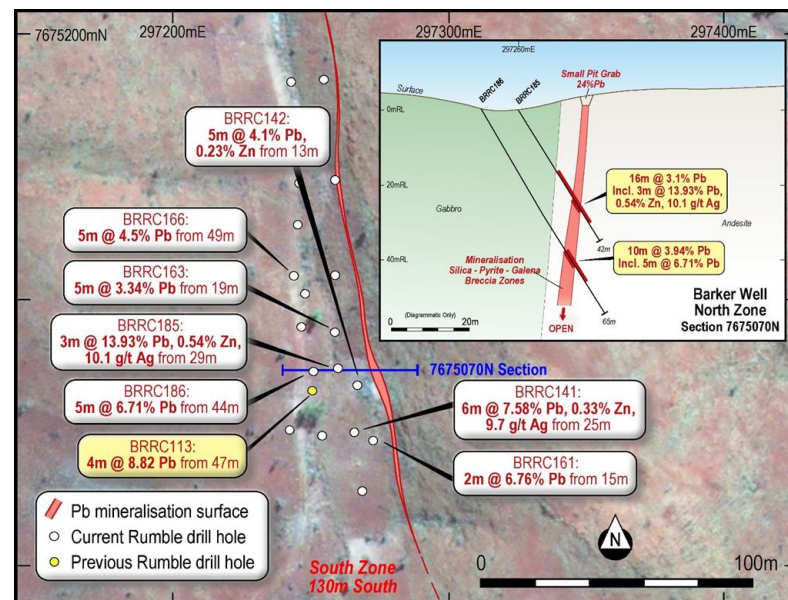 7675200mN
297200mE
297300mE
297400mE
BRRC142:
5m @ 4.1% Pb,
0.23% Zn from 13m
BRRC166:
5m @ 4.5% Pb from 49m
BRRC163:
5m @ 3.34% Pb from 19m
BRRC185:
3m @ 13.93% Pb, 0.54% Zn,
10.1 g/t Ag from 29m
BRRC186:
5m @ 6.71% Pb from 44m
BRRC113:
4m @ 8.82 Pb from 47m
7675070N Section
BRRC141:
6m @ 7.58% Pb, 0.33% Zn,
9.7 g/t Ag from 25m
BRRC161:
2m @ 6.76% Pb from 15m
Pb mineralisation surface
Current Rumble drill hole
Previous Rumble drill hole
South Zone
130m South
N
0
100m
297260mE
Surface
BRRC186
BRRC185
Small Pit Grab
24%Pb
0mRL
20mRL
40mRL
Gabbro
Andesite
16m @ 3.1% Pb
Incl. 3m @ 13.93% Pb,
0.54% Zn, 10.1 g/t Ag
42m
10m @ 3.94% Pb
Incl. 5m @ 6.71% Pb
65m
Mineralisation
Silica - Pyrite - Galena
Breccia Zones
(Diagrammatic Only)
0
20m
OPEN
Barker Well
North Zone
Section 7675070N